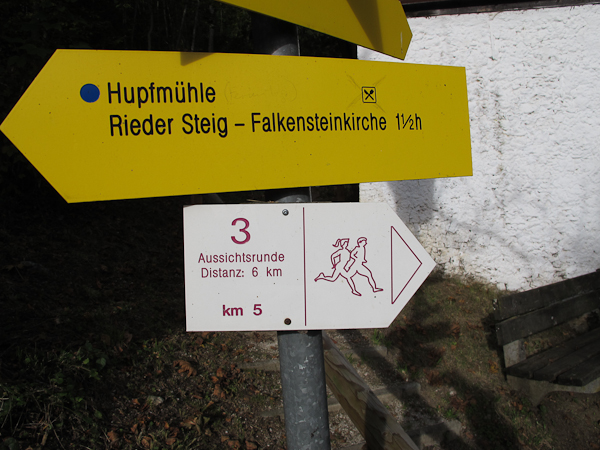 Hupfmühle
Rieder Steig – Falkensteinkirche 1½h
3
Aussichtsrunde
Distanz: 6 km
km 5